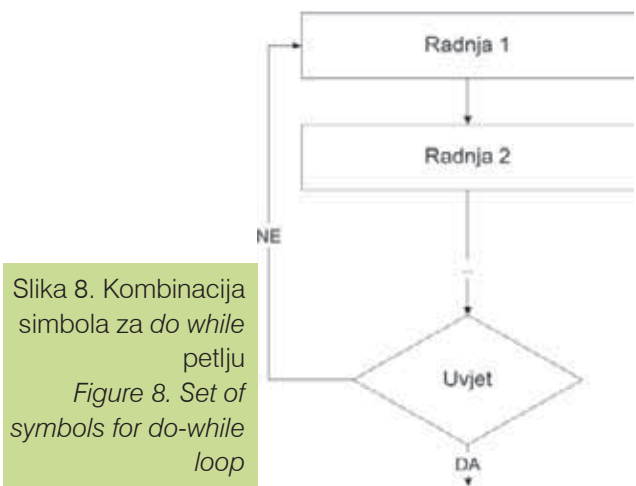 Radnja 1
Radnja 2
NE
...
Slika 8. Kombinacija
simbola za do while
petlju
Figure 8. Set of
symbols for do-while
loop
Uvjet
DA